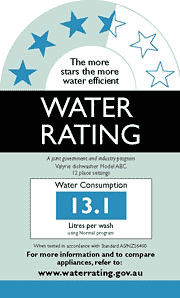 The more
stars the more
water efficient
WATER
RATING
A joint government and industry program
Valyne dishwasher Model ABC
12 place settings
Water Consumption
13.1
Litres per wash
using Normal program
When tested in accordance with Standard AS/NZS6400
For more information and to compare
appliances, refer to:
www.waterrating.gov.au